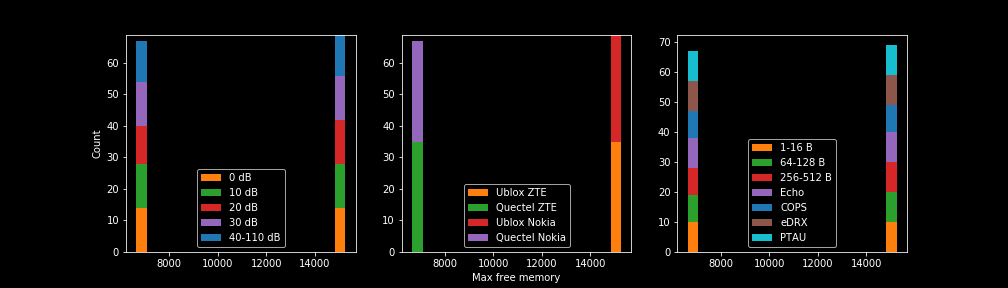 Count
60
50
40
30
20
10
0
8000 10000 12000 14000
0 dB
10 dB
20 dB
30 dB
40-110 dB
60
50
40
30
20
10
0
8000 10000 12000 14000
Ublox ZTE
Quectel ZTE
Ublox Nokia
Quectel Nokia
Max free memory
70
60
50
40
30
20
10
0
8000 10000 12000 14000
1-16 B
64-128 B
256-512 B
Echo
COPS
eDRX
PTAU